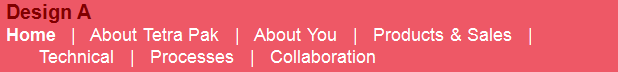 Design A
Home | About Tetra Pak | About You | Products & Sales |
Technical | Processes | Collaboration